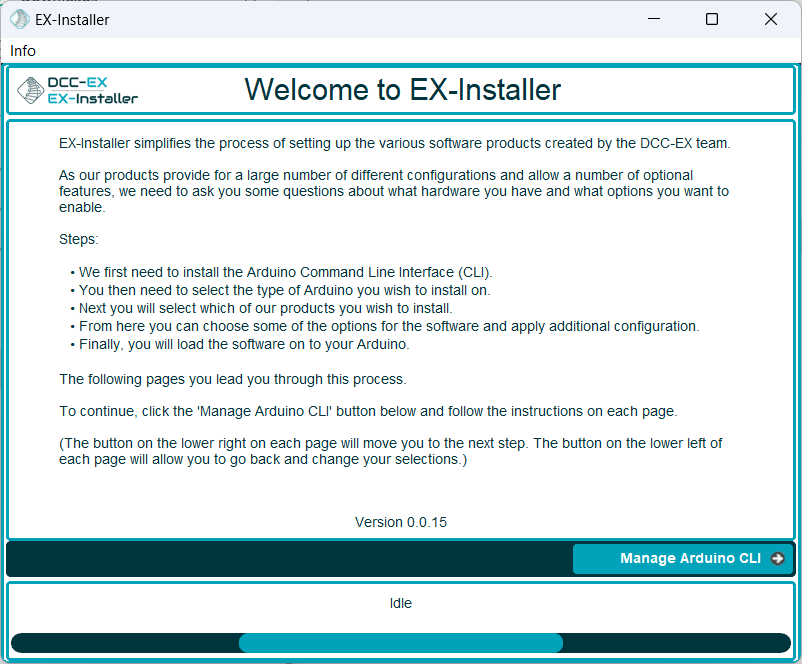 EX-Installer
Info
DCC-EX
EX-Installer
Welcome to EX-Installer
EX-Installer simplifies the process of setting up the various software products created by the DCC-EX team.
As our products provide for a large number of different configurations and allow a number of optional
features, we need to ask you some questions about what hardware you have and what options you want to
enable.
Steps:
• We first need to install the Arduino Command Line Interface (CLI).
• You then need to select the type of Arduino you wish to install on.
• Next you will select which of our products you wish to install.
• From here you can choose some of the options for the software and apply additional configuration.
• Finally, you will load the software on to your Arduino.
The following pages you lead you through this process.
To continue, click the 'Manage Arduino CLI' button below and follow the instructions on each page.
(The button on the lower right on each page will move you to the next step. The button on the lower left of
each page will allow you to go back and change your selections.)
Version 0.0.15
Manage Arduino CLI
Idle